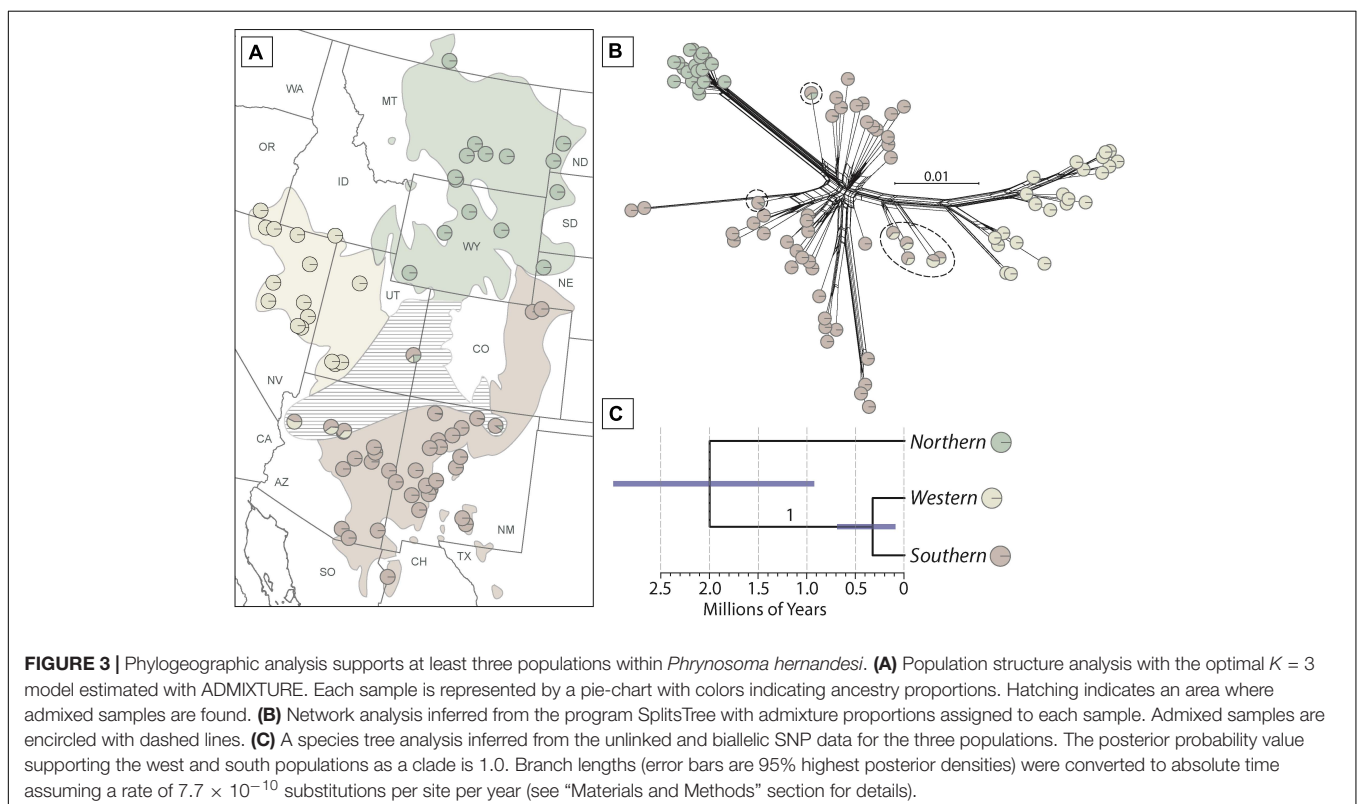 A
WA
MT
OR
ID
ND
SD
WY
NE
UT
CO
NV
CA
AZ
NM
SO
CH
TX
B
0.01
C
Northern
Western
1
Southern
2.5 2.0 1.5 1.0 0.5 0
Millions of Years
FIGURE 3 | Phylogeographic analysis supports at least three populations within Phrynosoma hernandesi. (A) Population structure analysis with the optimal K = 3
model estimated with ADMIXTURE. Each sample is represented by a pie-chart with colors indicating ancestry proportions. Hatching indicates an area where
admixed samples are found. (B) Network analysis inferred from the program SplitsTree with admixture proportions assigned to each sample. Admixed samples are
encircled with dashed lines. (C) A species tree analysis inferred from the unlinked and biallelic SNP data for the three populations. The posterior probability value
supporting the west and south populations as a clade is 1.0. Branch lengths (error bars are 95% highest posterior densities) were converted to absolute time
assuming a rate of 7.7 × 10⁻¹⁰ substitutions per site per year (see “Materials and Methods” section for details).